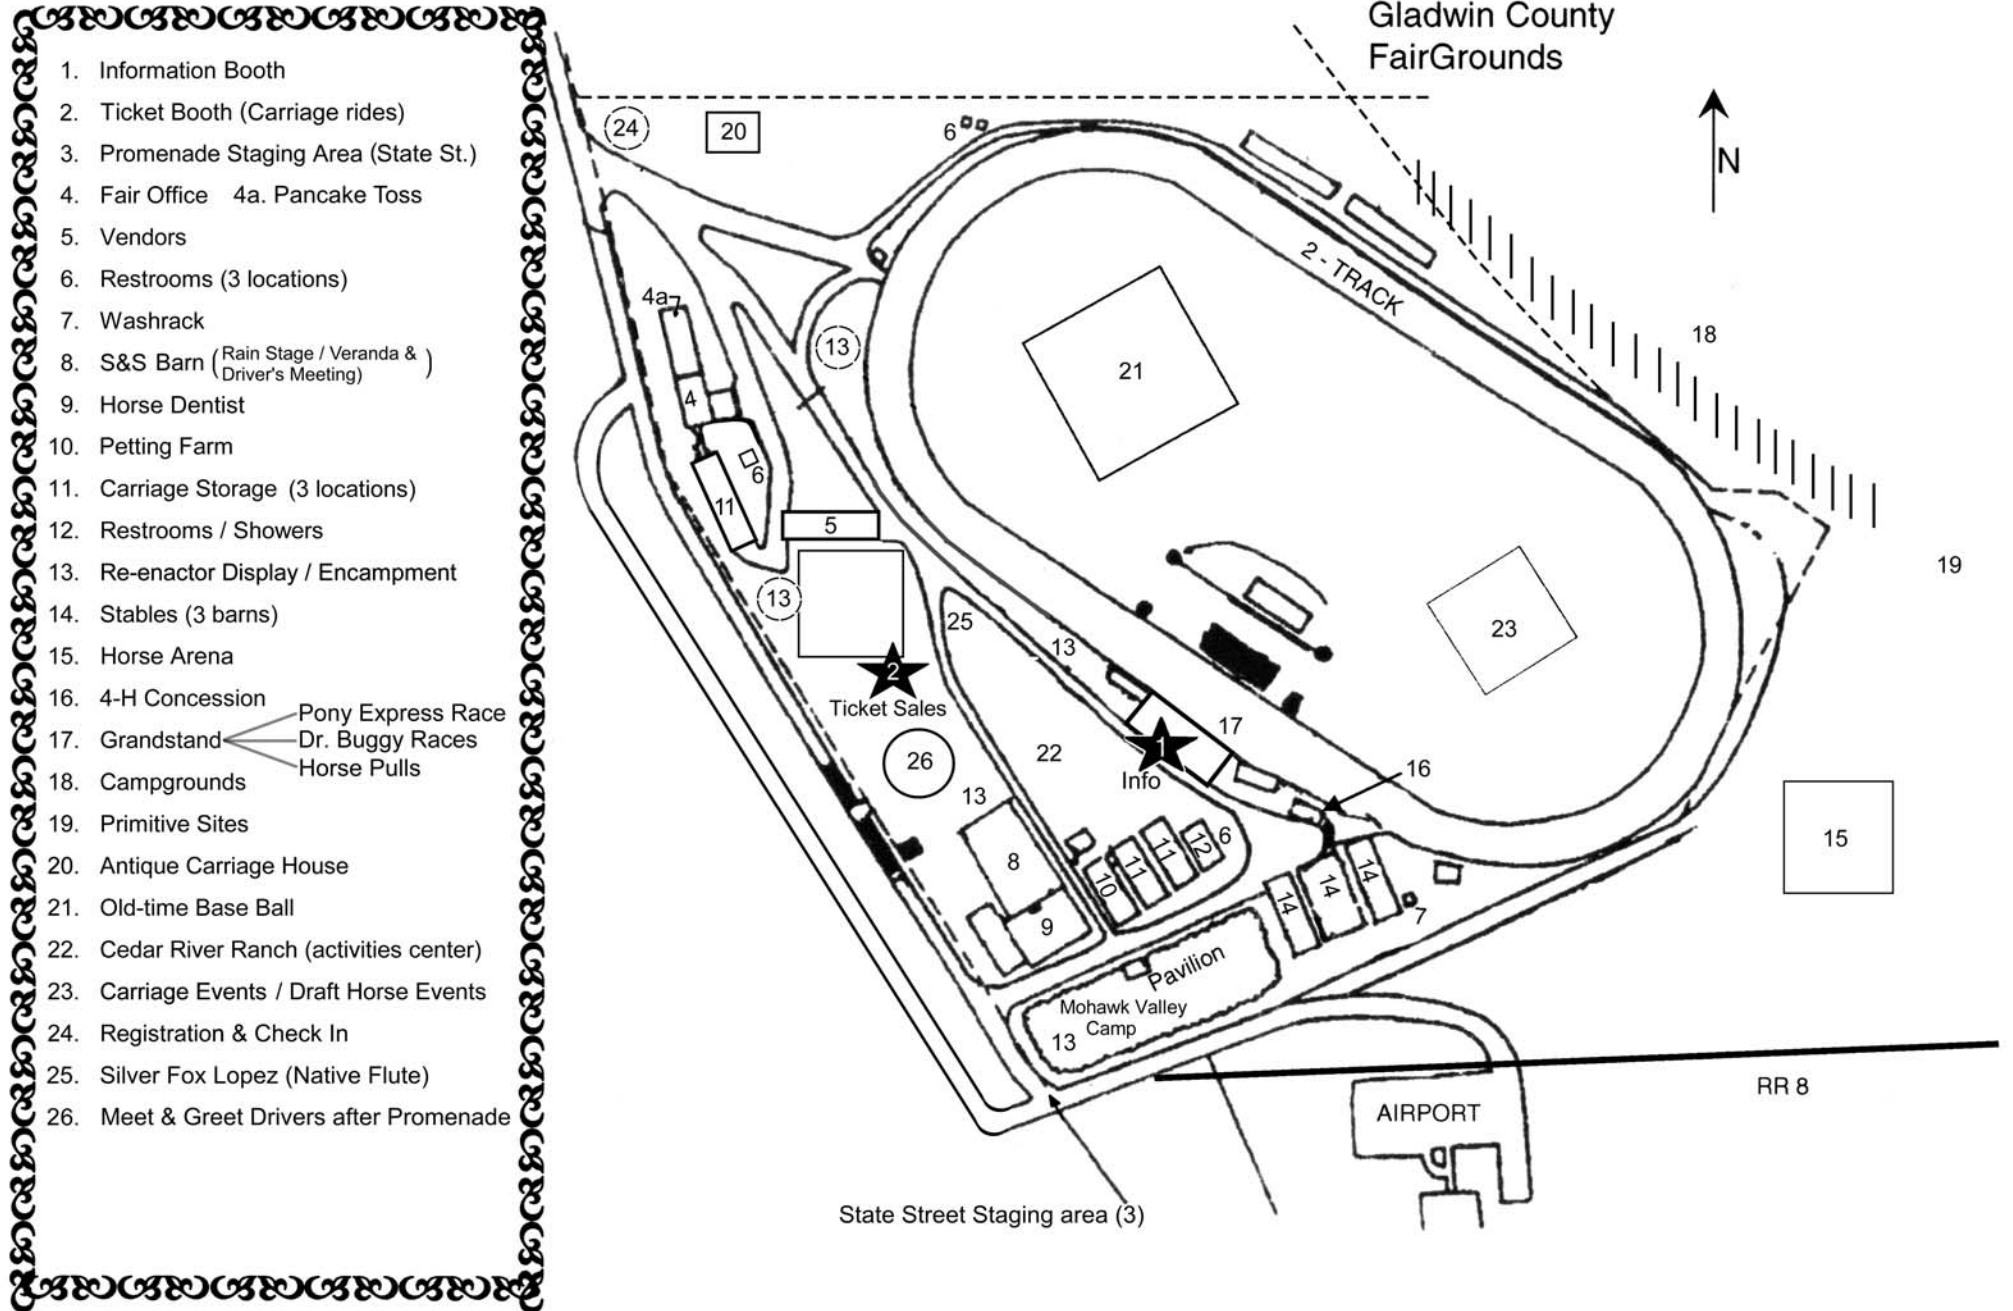 1. Information Booth
2. Ticket Booth (Carriage rides)
3. Promenade Staging Area (State St.)
4. Fair Office 4a. Pancake Toss
5. Vendors
6. Restrooms (3 locations)
7. Washrack
8. S&S Barn (Rain Stage / Veranda &
Driver's Meeting)
9. Horse Dentist
10. Petting Farm
11. Carriage Storage (3 locations)
12. Restrooms / Showers
13. Re-enactor Display / Encampment
14. Stables (3 barns)
15. Horse Arena
16. 4-H Concession
17. Grandstand
Pony Express Race
Dr. Buggy Races
Horse Pulls
18. Campgrounds
19. Primitive Sites
20. Antique Carriage House
21. Old-time Base Ball
22. Cedar River Ranch (activities center)
23. Carriage Events / Draft Horse Events
24. Registration & Check In
25. Silver Fox Lopez (Native Flute)
26. Meet & Greet Drivers after Promenade
Gladwin County
FairGrounds
N
24
20
6
2 - TRACK
18
4a
13
21
4
6
11
5
19
13
25
13
23
2
Ticket Sales
17
1
Info
22
26
16
13
15
8
6
12
11
11
10
14
14
14
7
9
Pavilion
Mohawk Valley
Camp
13
RR 8
AIRPORT
State Street Staging area (3)